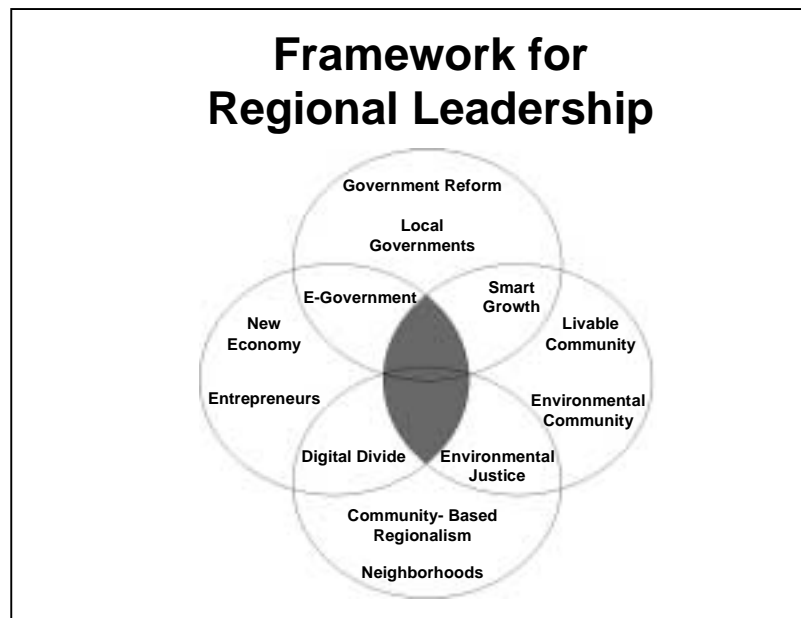 Framework for
Regional Leadership
Government Reform
Local
Governments
E-Government
Smart
Growth
New
Economy
Livable
Community
Entrepreneurs
Environmental
Community
Digital Divide
Environmental
Justice
Community- Based
Regionalism
Neighborhoods